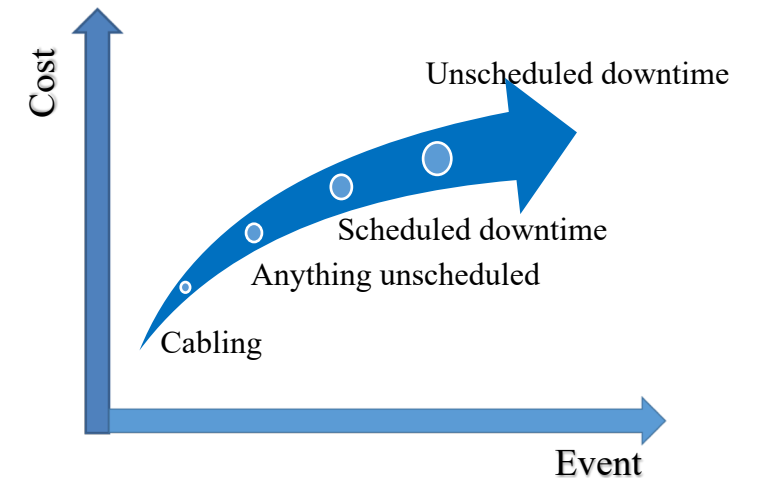 Cost
Unscheduled downtime
Scheduled downtime
Anything unscheduled
Cabling
Event